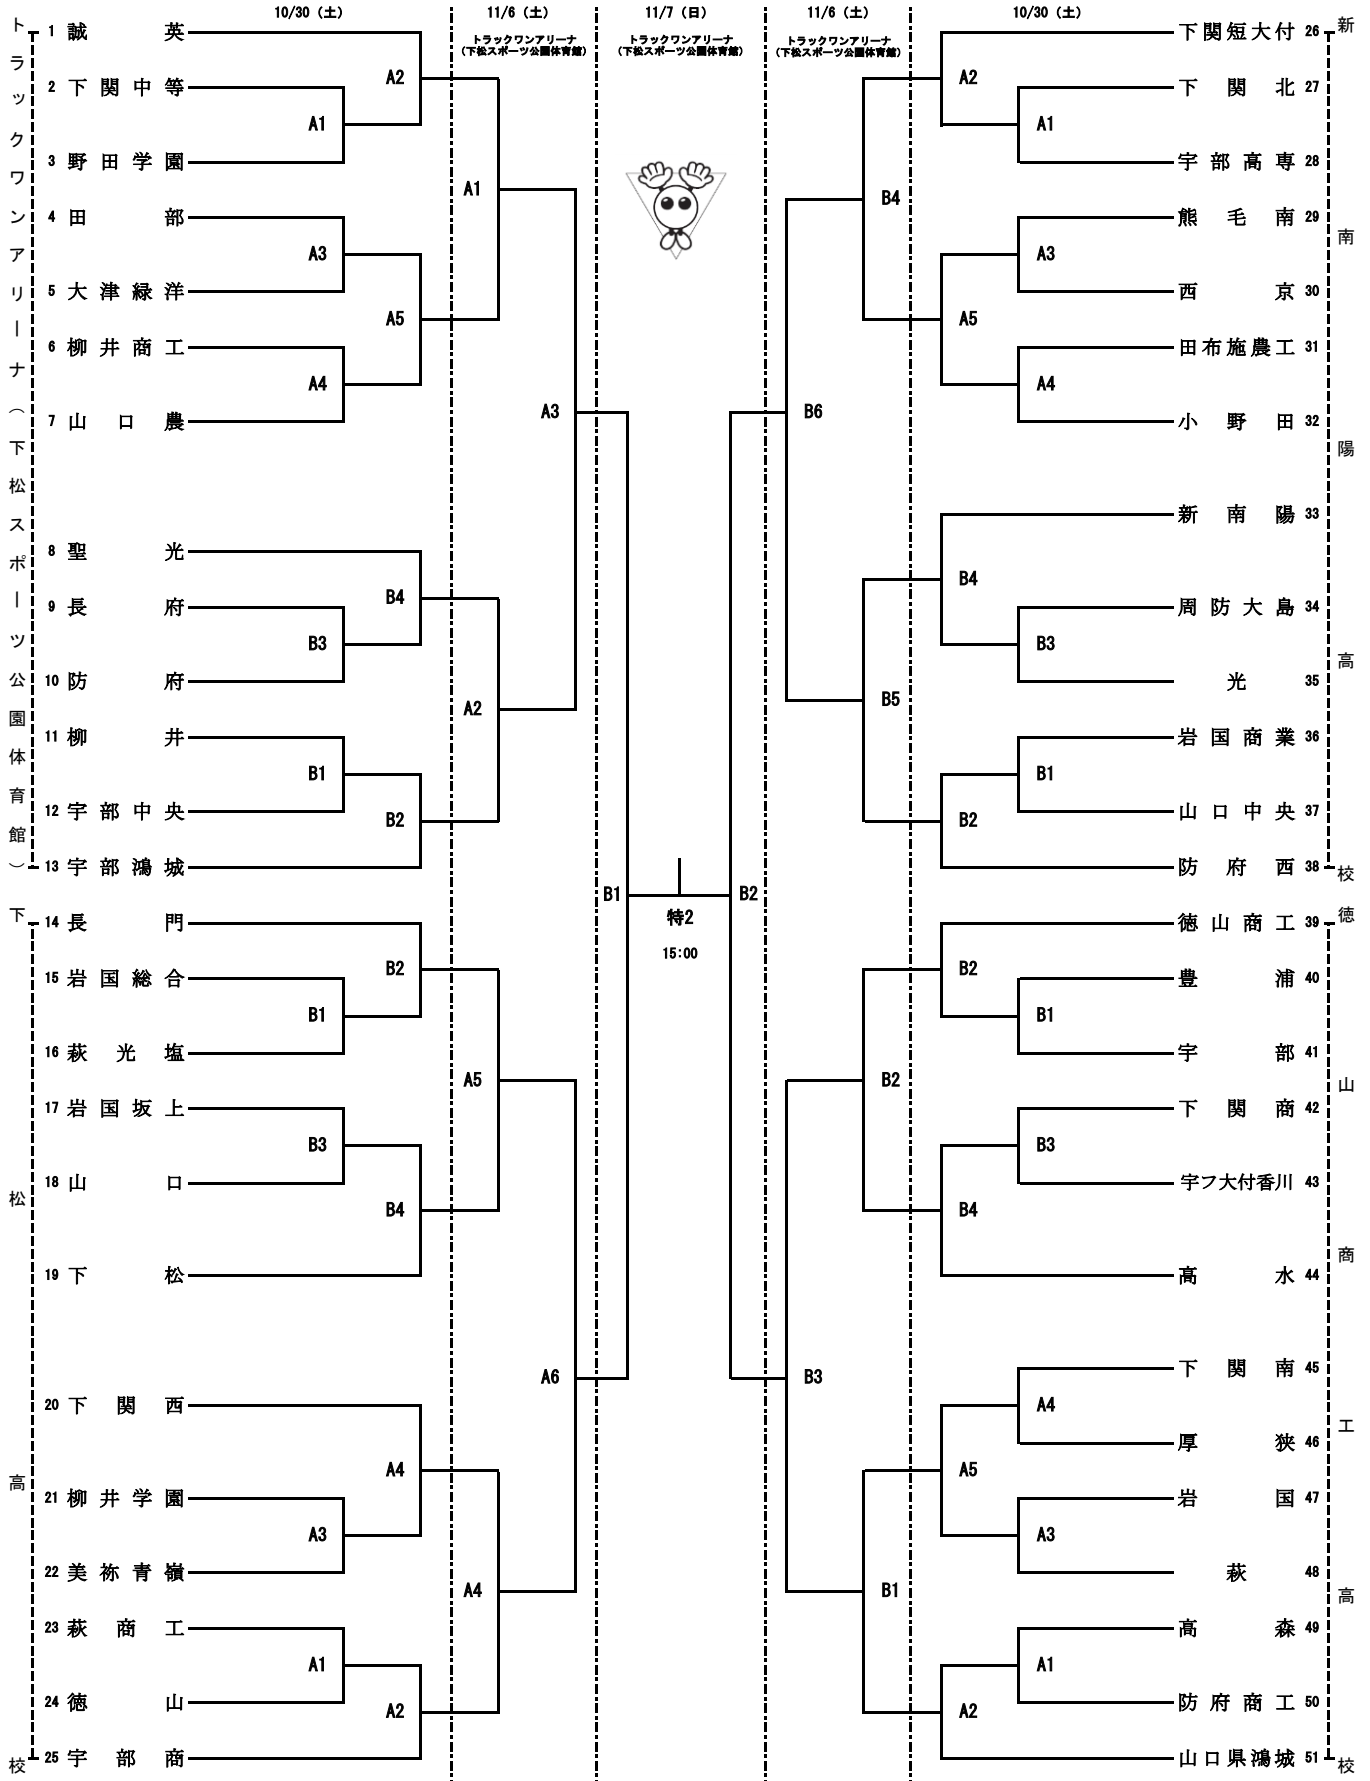 10/30（土）
11/6（土）
11/7（日）
11/6（土）
10/30（土）
トラックワンアリーナ
（下松スポーツ公園体育館）
トラックワンアリーナ
（下松スポーツ公園体育館）
トラックワンアリーナ
（下松スポーツ公園体育館）
トラックワンアリーナ（下松スポーツ公園体育館）
1 誠英
A2
2 下関中等
A1
3 野田学園
A1
4 田部
A3
5 大津緑洋
A5
6 柳井商工
A4
7 山口農
A3
8 聖光
B4
9 長府
B3
10 防府
A2
11 柳井
B1
12 宇部中央
B2
13 宇部鴻城
下松高校
14 長門
B2
15 岩国総合
B1
16 萩光塩
A5
17 岩国坂上
B3
18 山口
B4
19 下松
A6
20 下関西
A4
21 柳井学園
A3
22 美祢青嶺
A4
23 萩商工
A1
24 徳山
A2
25 宇部商
B1
特2
15:00
B2
新南陽高校
下関短大付 26
A2
下関北 27
A1
宇部高専 28
B4
熊毛南 29
A3
西京 30
A5
田布施農工 31
A4
小野田 32
B6
新南陽 33
B4
周防大島 34
B3
光 35
B5
岩国商業 36
B1
山口中央 37
B2
防府西 38
徳山商工高校
徳山商工 39
B2
豊浦 40
B1
宇部 41
B2
下関商 42
B3
宇フ大付香川 43
B4
高水 44
B3
下関南 45
A4
厚狭 46
A5
岩国 47
A3
萩 48
B1
高森 49
A1
防府商工 50
A2
山口県鴻城 51